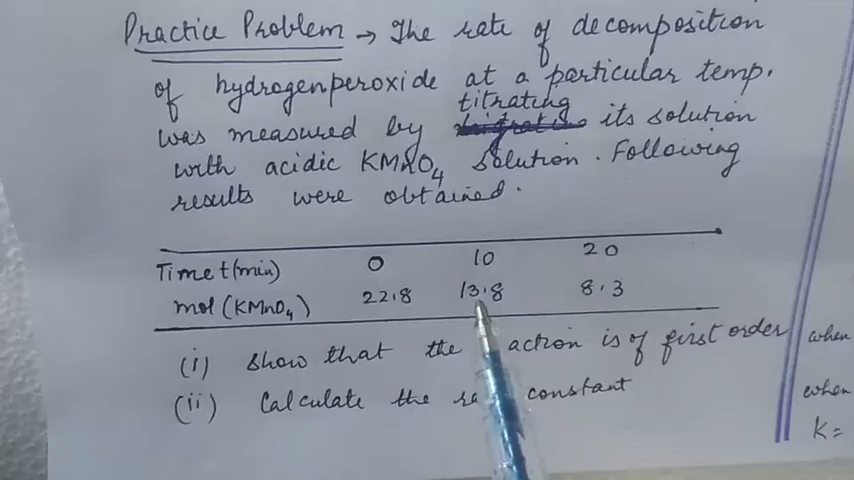 Practice Problem → The rate of decomposition
of hydrogenperoxide at a particular temp.
titrating
was measured by its solution
with acidic KMnO4 solution. Following
results were obtained.
Time t(min) 0 10 20
mol (KMnO4) 22.8 13.8 8.3
(i) show that the action is of first order
when
(ii) Calculate the constant
when
k=